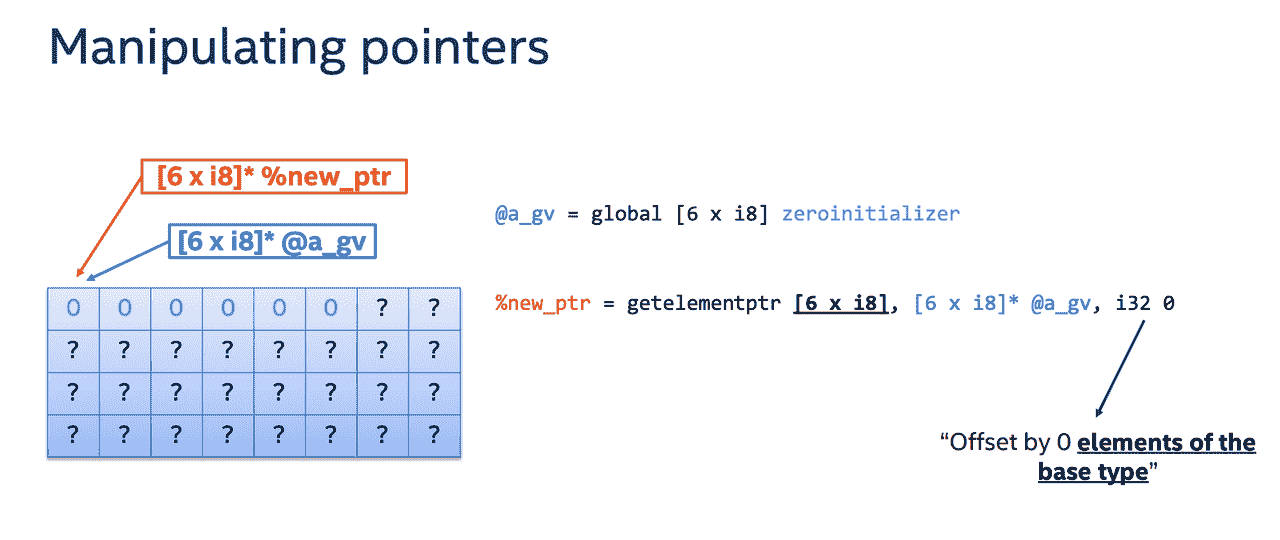 Manipulating pointers
[6 x i8]* %new_ptr
[6 x i8]* @a_gv
0 0 0 0 0 0 ? ?
? ? ? ? ? ? ? ?
? ? ? ? ? ? ? ?
? ? ? ? ? ? ? ?
@a_gv = global [6 x i8] zeroinitializer
%new_ptr = getelementptr [6 x i8], [6 x i8]* @a_gv, i32 0
“Offset by 0 elements of the
base type”